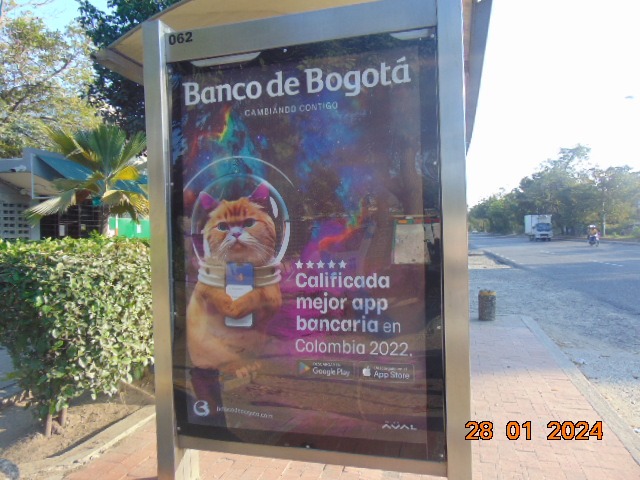 062
Banco de Bogotá
CAMBIANDO CONTIGO
Calificada
mejor app
bancaria en
Colombia 2022.
Google Play
App Store
AVAL
28 01 2024